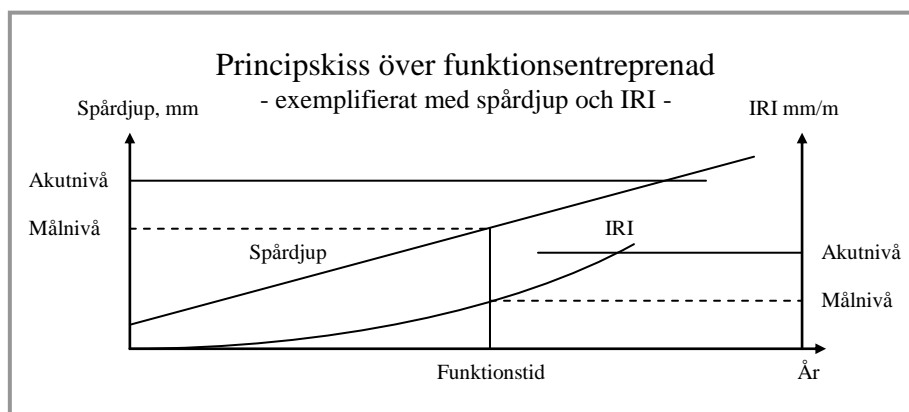 Principskiss över funktionsentreprenad
- exemplifierat med spårdjup och IRI -
Spårdjup, mm
IRI mm/m
Akutnivå
Målnivå
Spårdjup
IRI
Akutnivå
Målnivå
Funktionstid
År